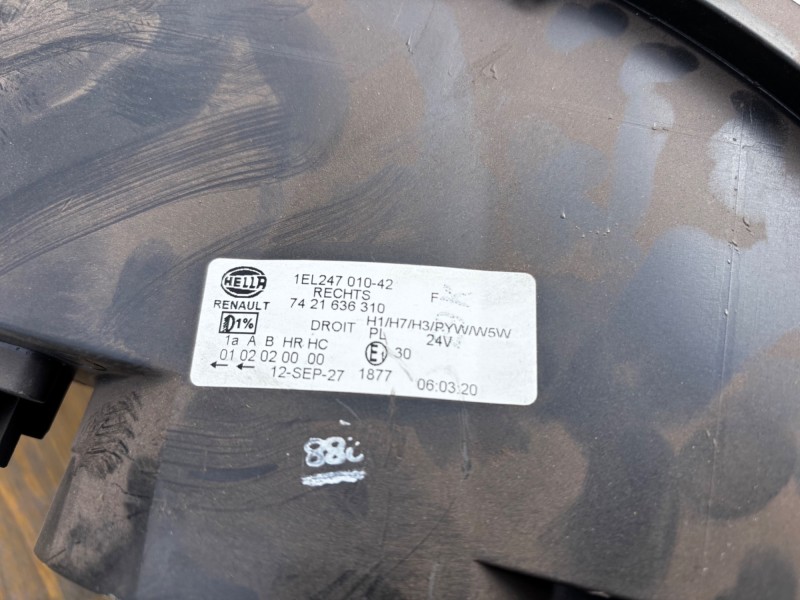 HELLA
1EL247 010-42
RECHTS
F
RENAULT
74 21 636 310
1%
DROIT
H1/H7/H3/PYW/W5W
PL
24V
1a A B HR HC
01 02 02 00 00
E1 30
← ←
12-SEP-27 1877 06:03:20
88i